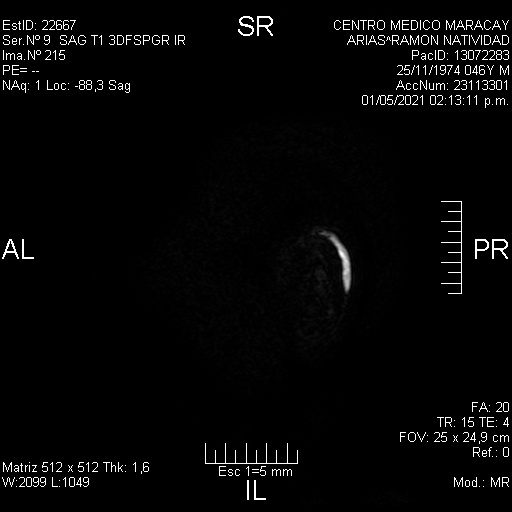 EstID: 22667
Ser.Nº 9 SAG T1 3DFSPGR IR
Ima.Nº 215
PE= --
NAq: 1 Loc: -88,3 Sag
SR
CENTRO MEDICO MARACAY
ARIAS^RAMON NATIVIDAD
PacID: 13072283
25/11/1974 046Y M
AccNum: 23113301
01/05/2021 02:13:11 p.m.
AL
PR
FA: 20
TR: 15 TE: 4
FOV: 25 x 24,9 cm
Ref.: 0
Matriz 512 x 512 Thk: 1,6
W:2099 L:1049
Esc 1=5 mm
IL
Mod.: MR